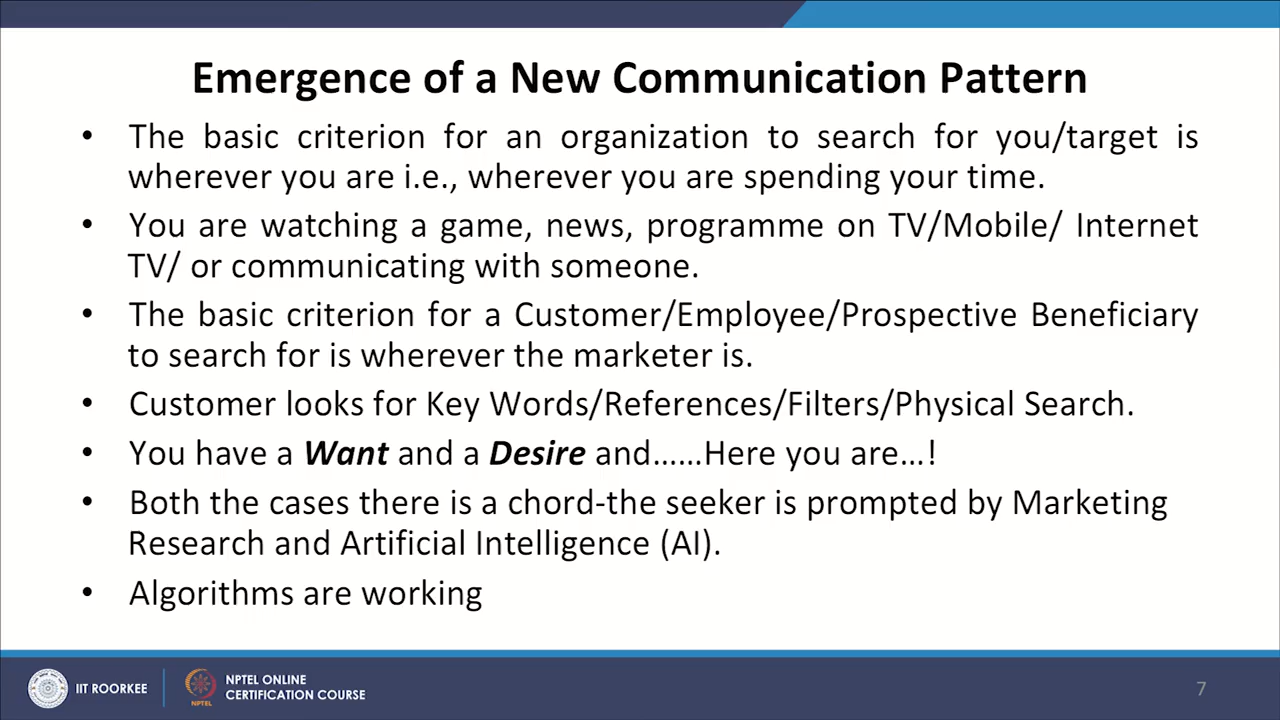 Emergence of a New Communication Pattern
• The basic criterion for an organization to search for you/target is
wherever you are i.e., wherever you are spending your time.
• You are watching a game, news, programme on TV/Mobile/ Internet
TV/ or communicating with someone.
• The basic criterion for a Customer/Employee/Prospective Beneficiary
to search for is wherever the marketer is.
• Customer looks for Key Words/References/Filters/Physical Search.
• You have a Want and a Desire and……Here you are…!
• Both the cases there is a chord-the seeker is prompted by Marketing
Research and Artificial Intelligence (AI).
• Algorithms are working
IIT ROORKEE
NPTEL
NPTEL ONLINE
CERTIFICATION COURSE
7